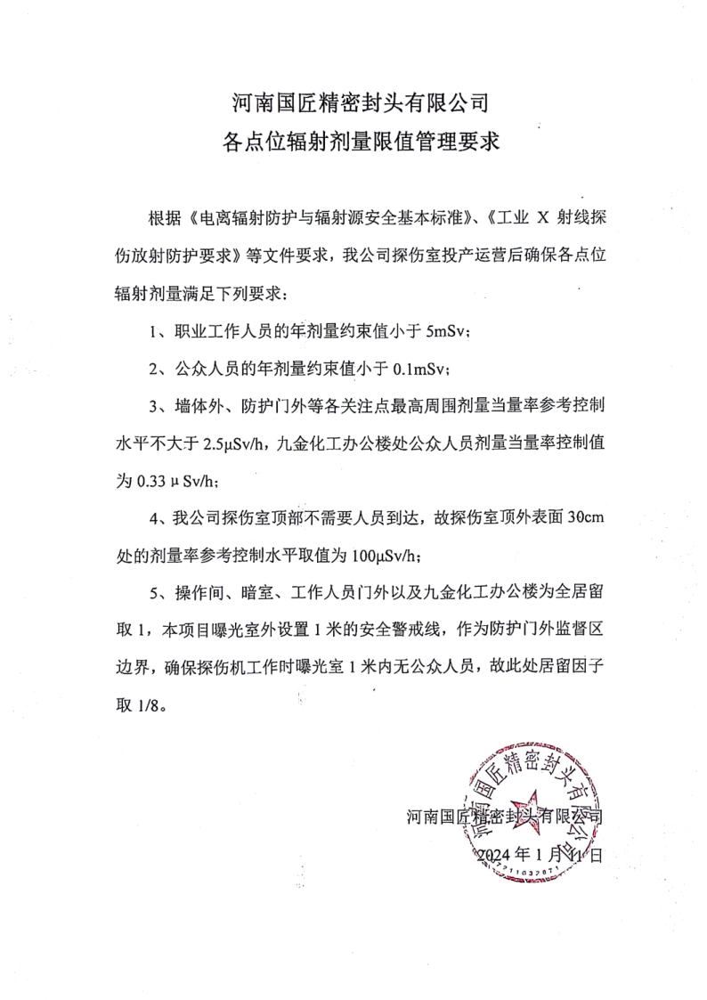 河南国匠精密封头有限公司
各点位辐射剂量限值管理要求
根据《电离辐射防护与辐射源安全基本标准》、《工业 X 射线探
伤放射防护要求》等文件要求，我公司探伤室投产运营后确保各点位
辐射剂量满足下列要求：
1、职业工作人员的年剂量约束值小于 5mSv；
2、公众人员的年剂量约束值小于 0.1mSv；
3、墙体外、防护门外等各关注点最高周围剂量当量率参考控制
水平不大于 2.5μSv/h，九金化工办公楼处公众人员剂量当量率控制值
为 0.33 μ Sv/h；
4、我公司探伤室顶部不需要人员到达，故探伤室顶外表面 30cm
处的剂量率参考控制水平取值为 100μSv/h；
5、操作间、暗室、工作人员门外以及九金化工办公楼为全居留
取 1，本项目曝光室外设置 1 米的安全警戒线，作为防护门外监督区
边界，确保探伤机工作时曝光室 1 米内无公众人员，故此处居留因子
取 1/8。
河南国匠精密封头有限公司
河南国匠精密封头有限公司
2024 年 1 月 11 日